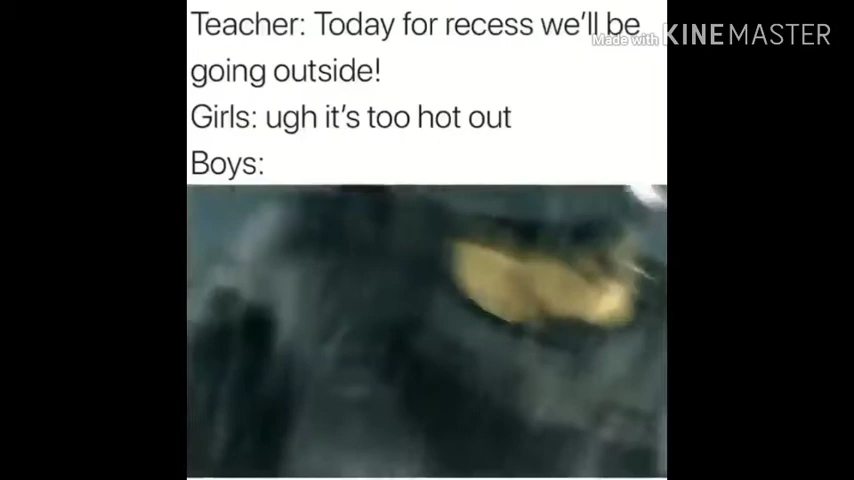 Teacher: Today for recess we'll be
going outside!
Girls: ugh it's too hot out
Boys:
Made with KINEMASTER